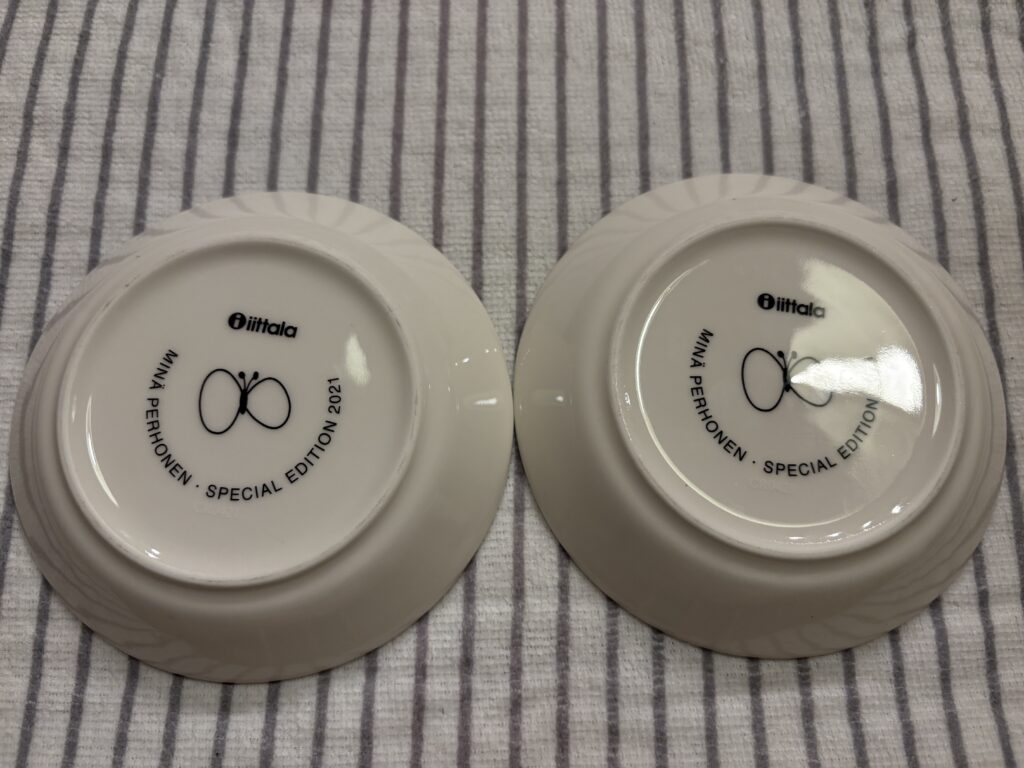 iittala
MINÄ PERHONEN · SPECIAL EDITION 2021
iittala
MINÄ PERHONEN · SPECIAL EDITION